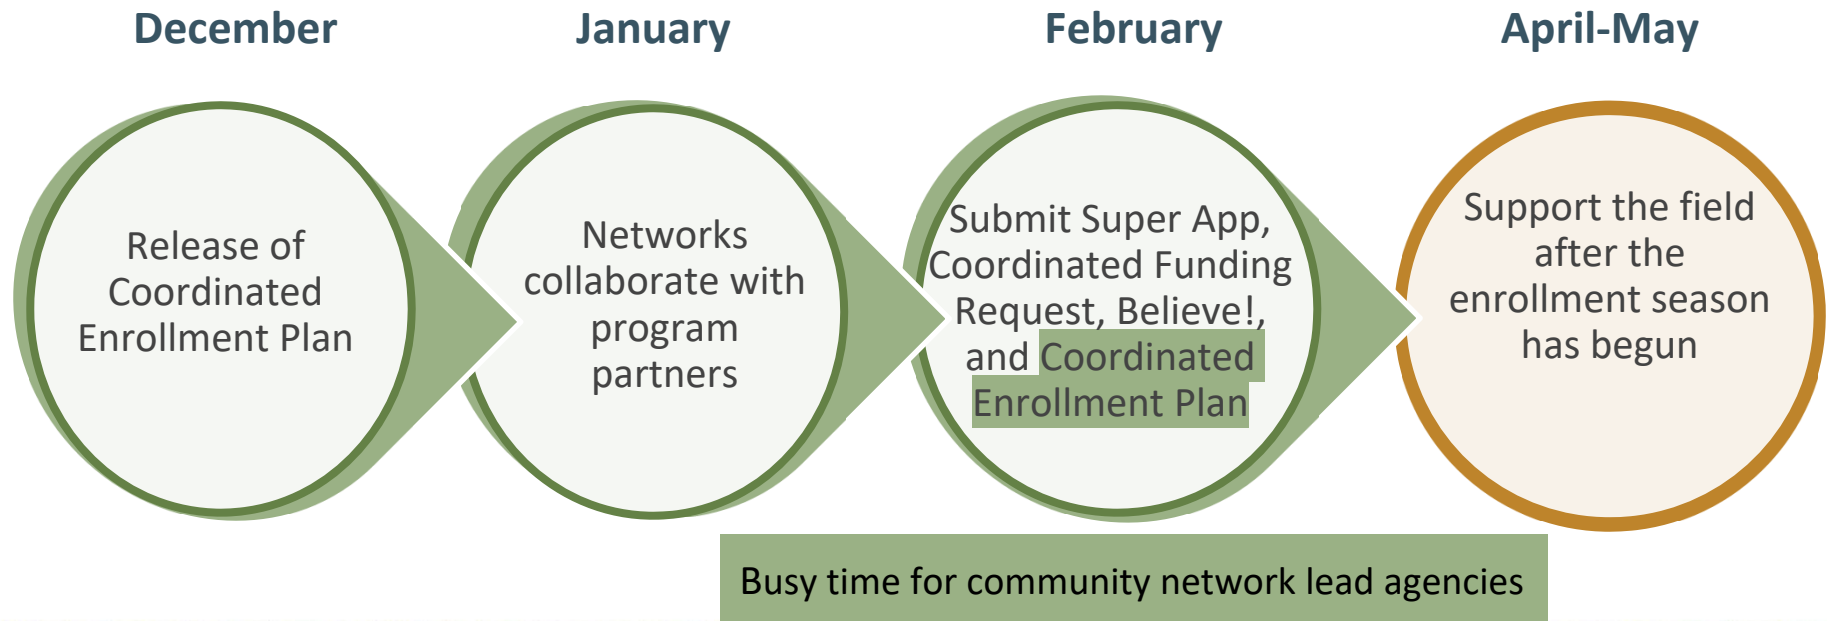 December
January
February
April-May
Release of
Coordinated
Enrollment Plan
Networks
collaborate with
program
partners
Submit Super App,
Coordinated Funding
Request, Believe!,
and Coordinated
Enrollment Plan
Support the field
after the
enrollment season
has begun
Busy time for community network lead agencies